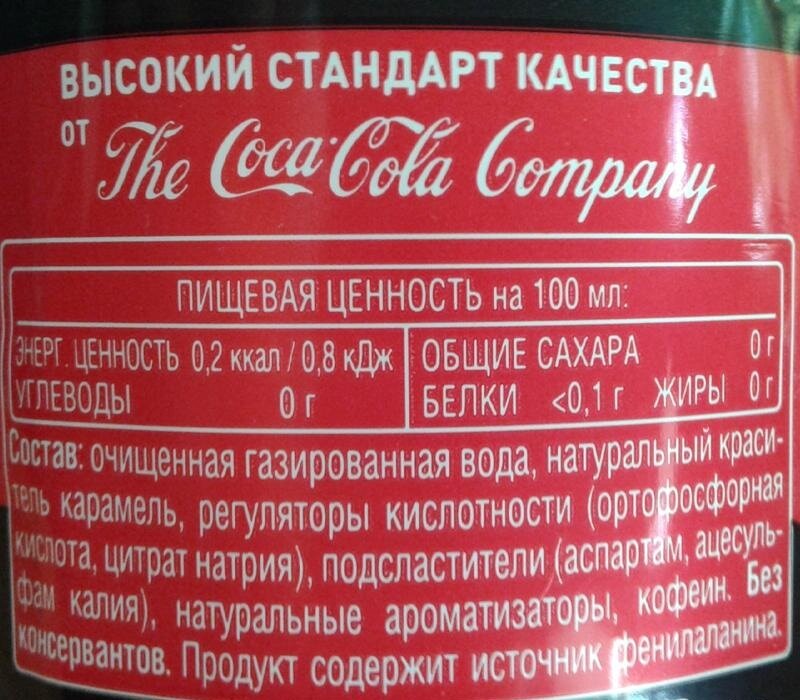 ВЫСОКИЙ СТАНДАРТ КАЧЕСТВА
ОТ The Coca-Cola Company
ПИЩЕВАЯ ЦЕННОСТЬ на 100 мл:
ЭНЕРГ. ЦЕННОСТЬ 0,2 ккал / 0,8 кДж ОБЩИЕ САХАРА 0 г
УГЛЕВОДЫ 0 г БЕЛКИ <0,1 г ЖИРЫ 0 г
Состав: очищенная газированная вода, натуральный краси-
тель карамель, регуляторы кислотности (ортофосфорная
кислота, цитрат натрия), подсластители (аспартам, ацесуль-
фам калия), натуральные ароматизаторы, кофеин. Без
консервантов. Продукт содержит источник фенилаланина.